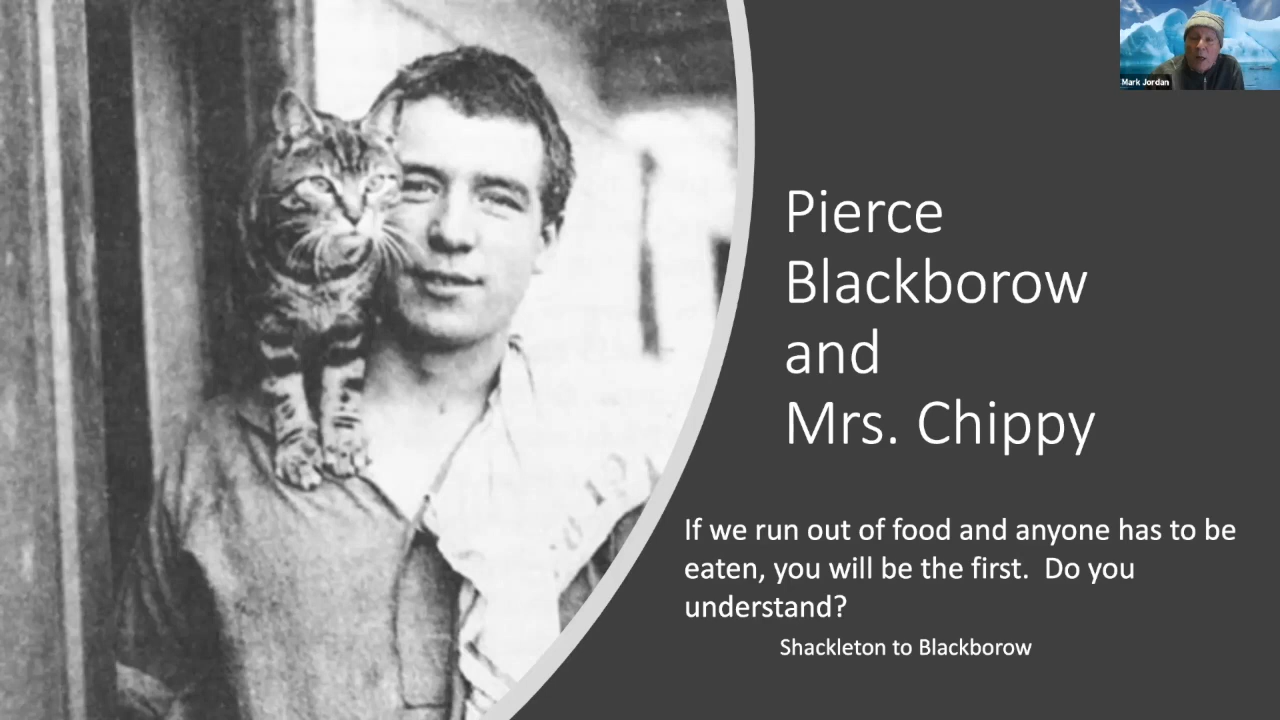 Mark Jordan
Pierce
Blackborow
and
Mrs. Chippy
If we run out of food and anyone has to be
eaten, you will be the first.  Do you
understand?
Shackleton to Blackborow